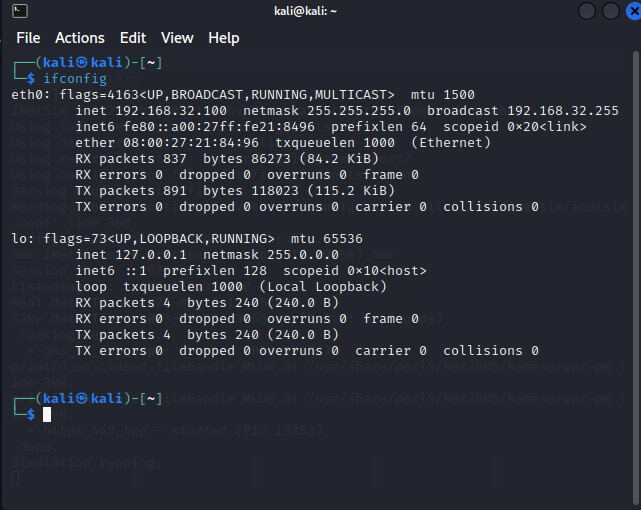 kali@kali: ~
File Actions Edit View Help
┌──(kali㉿kali)-[~]
└─$ ifconfig
eth0: flags=4163<UP,BROADCAST,RUNNING,MULTICAST>  mtu 1500
        inet 192.168.32.100  netmask 255.255.255.0  broadcast 192.168.32.255
        inet6 fe80::a00:27ff:fe21:8496  prefixlen 64  scopeid 0×20<link>
        ether 08:00:27:21:84:96  txqueuelen 1000  (Ethernet)
        RX packets 837  bytes 86273 (84.2 KiB)
        RX errors 0  dropped 0  overruns 0  frame 0
        TX packets 891  bytes 118023 (115.2 KiB)
        TX errors 0  dropped 0 overruns 0  carrier 0  collisions 0
lo: flags=73<UP,LOOPBACK,RUNNING>  mtu 65536
        inet 127.0.0.1  netmask 255.0.0.0
        inet6 ::1  prefixlen 128  scopeid 0×10<host>
        loop  txqueuelen 1000  (Local Loopback)
        RX packets 4  bytes 240 (240.0 B)
        RX errors 0  dropped 0  overruns 0  frame 0
        TX packets 4  bytes 240 (240.0 B)
        TX errors 0  dropped 0 overruns 0  carrier 0  collisions 0
print() on closed filehandle MLOG at /usr/share/perl5/Net/DNS/Nameserver.pm l
ine 399.
┌──(kali㉿kali)-[~]
└─$
* https_443_tcp - started (PID 19253)
done.
Simulation running.